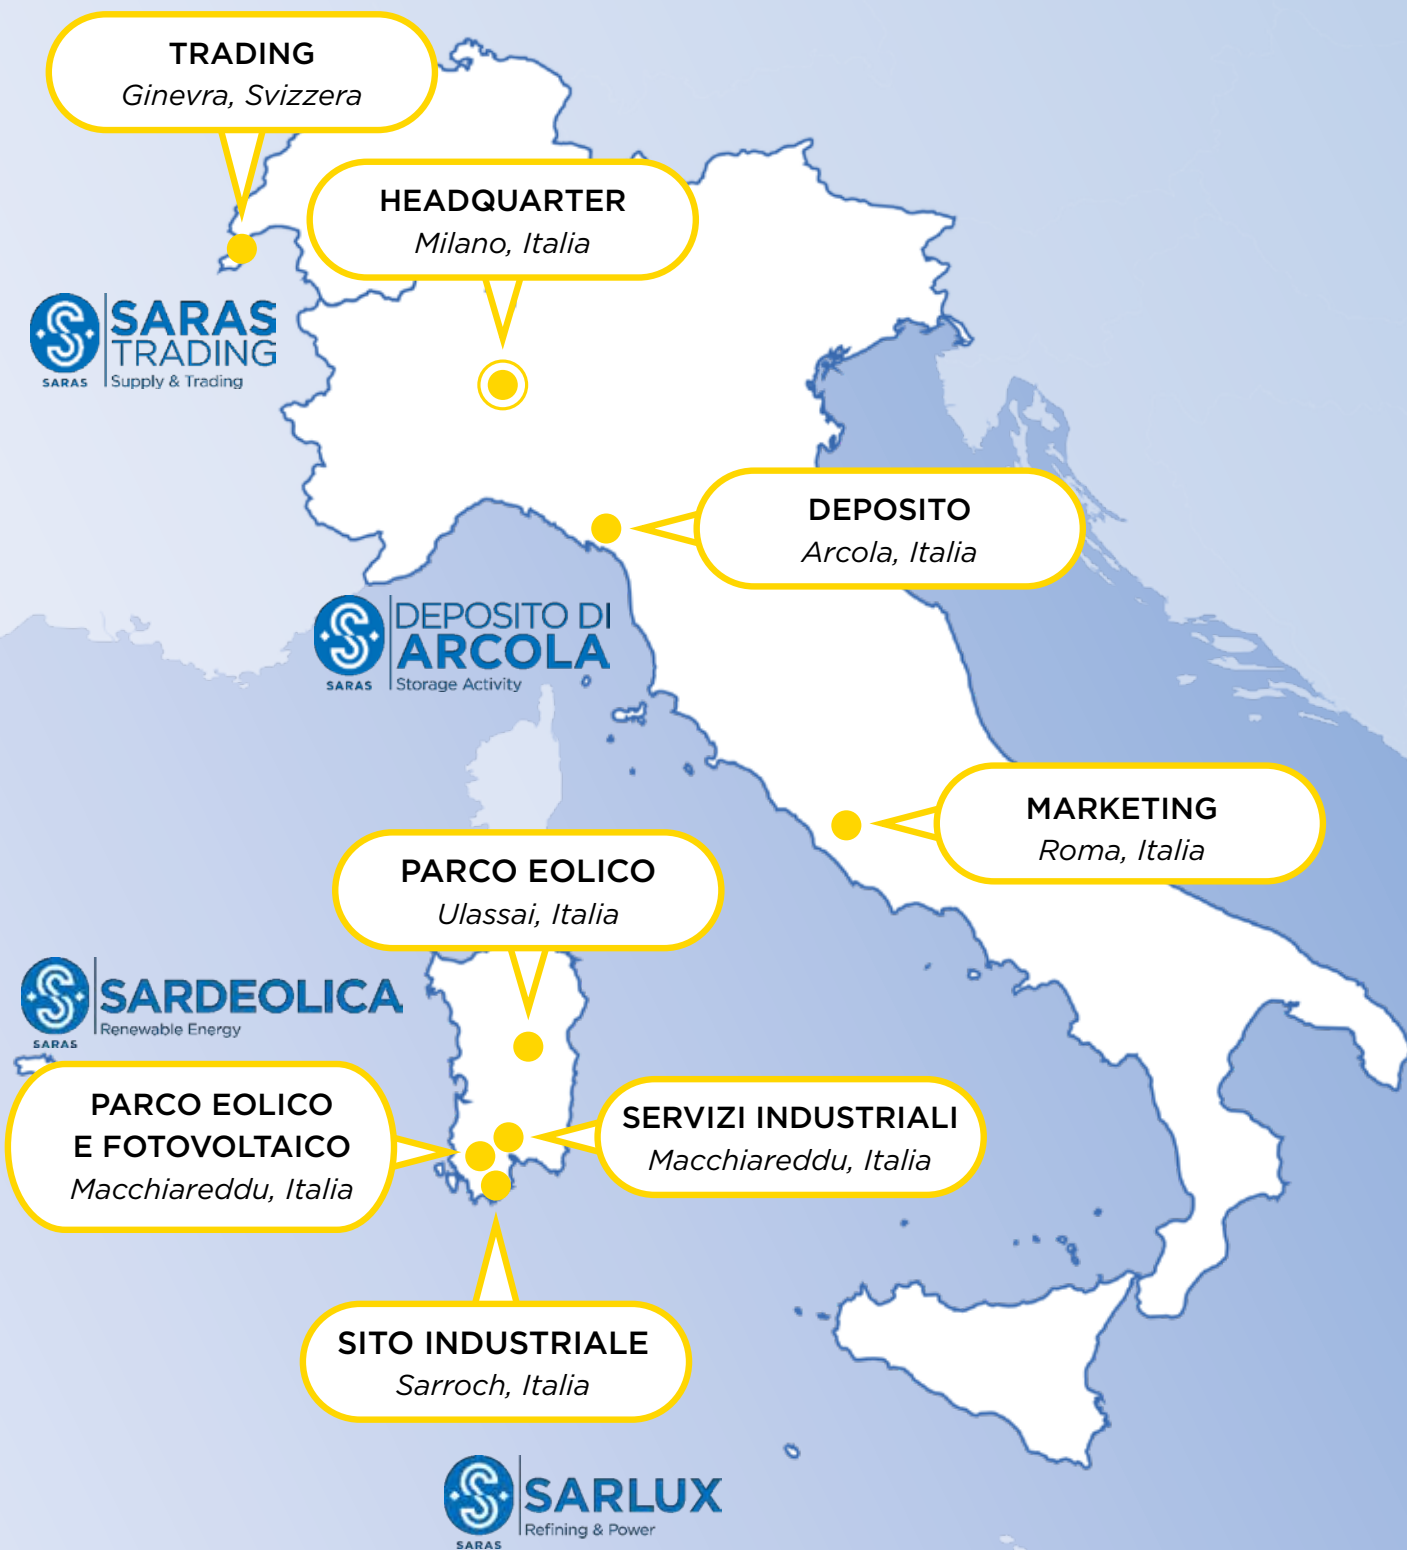 TRADING
Ginevra, Svizzera
HEADQUARTER
Milano, Italia
SARAS
SARAS
TRADING
Supply & Trading
DEPOSITO
Arcola, Italia
SARAS
DEPOSITO DI
ARCOLA
Storage Activity
MARKETING
Roma, Italia
PARCO EOLICO
Ulassai, Italia
SARAS
SARDEOLICA
Renewable Energy
PARCO EOLICO
E FOTOVOLTAICO
Macchiareddu, Italia
SERVIZI INDUSTRIALI
Macchiareddu, Italia
SITO INDUSTRIALE
Sarroch, Italia
SARAS
SARLUX
Refining & Power